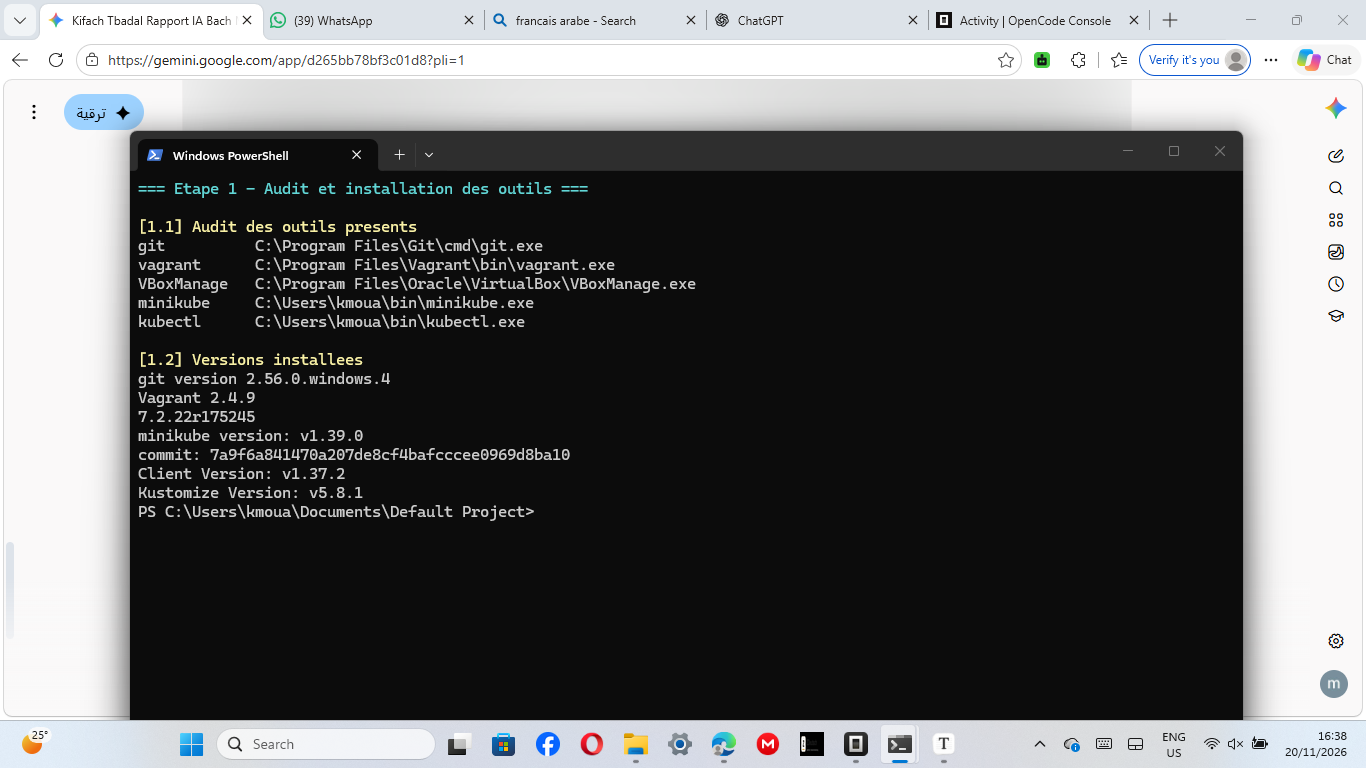 Kifach Tbadal Rapport IA Bach
(39) WhatsApp
francais arabe - Search
ChatGPT
Activity | OpenCode Console
https://gemini.google.com/app/d265bb78bf3c01d8?pli=1
Verify it's you
Chat
ترقية
Windows PowerShell
=== Etape 1 - Audit et installation des outils ===
[1.1] Audit des outils presents
git C:\Program Files\Git\cmd\git.exe
vagrant C:\Program Files\Vagrant\bin\vagrant.exe
VBoxManage C:\Program Files\Oracle\VirtualBox\VBoxManage.exe
minikube C:\Users\kmoua\bin\minikube.exe
kubectl C:\Users\kmoua\bin\kubectl.exe
[1.2] Versions installees
git version 2.56.0.windows.4
Vagrant 2.4.9
7.2.22r175245
minikube version: v1.39.0
commit: 7a9f6a841470a207de8cf4bafcccee0969d8ba10
Client Version: v1.37.2
Kustomize Version: v5.8.1
PS C:\Users\kmoua\Documents\Default Project>
m
25°
Search
T
ENG
US
16:38
20/11/2026